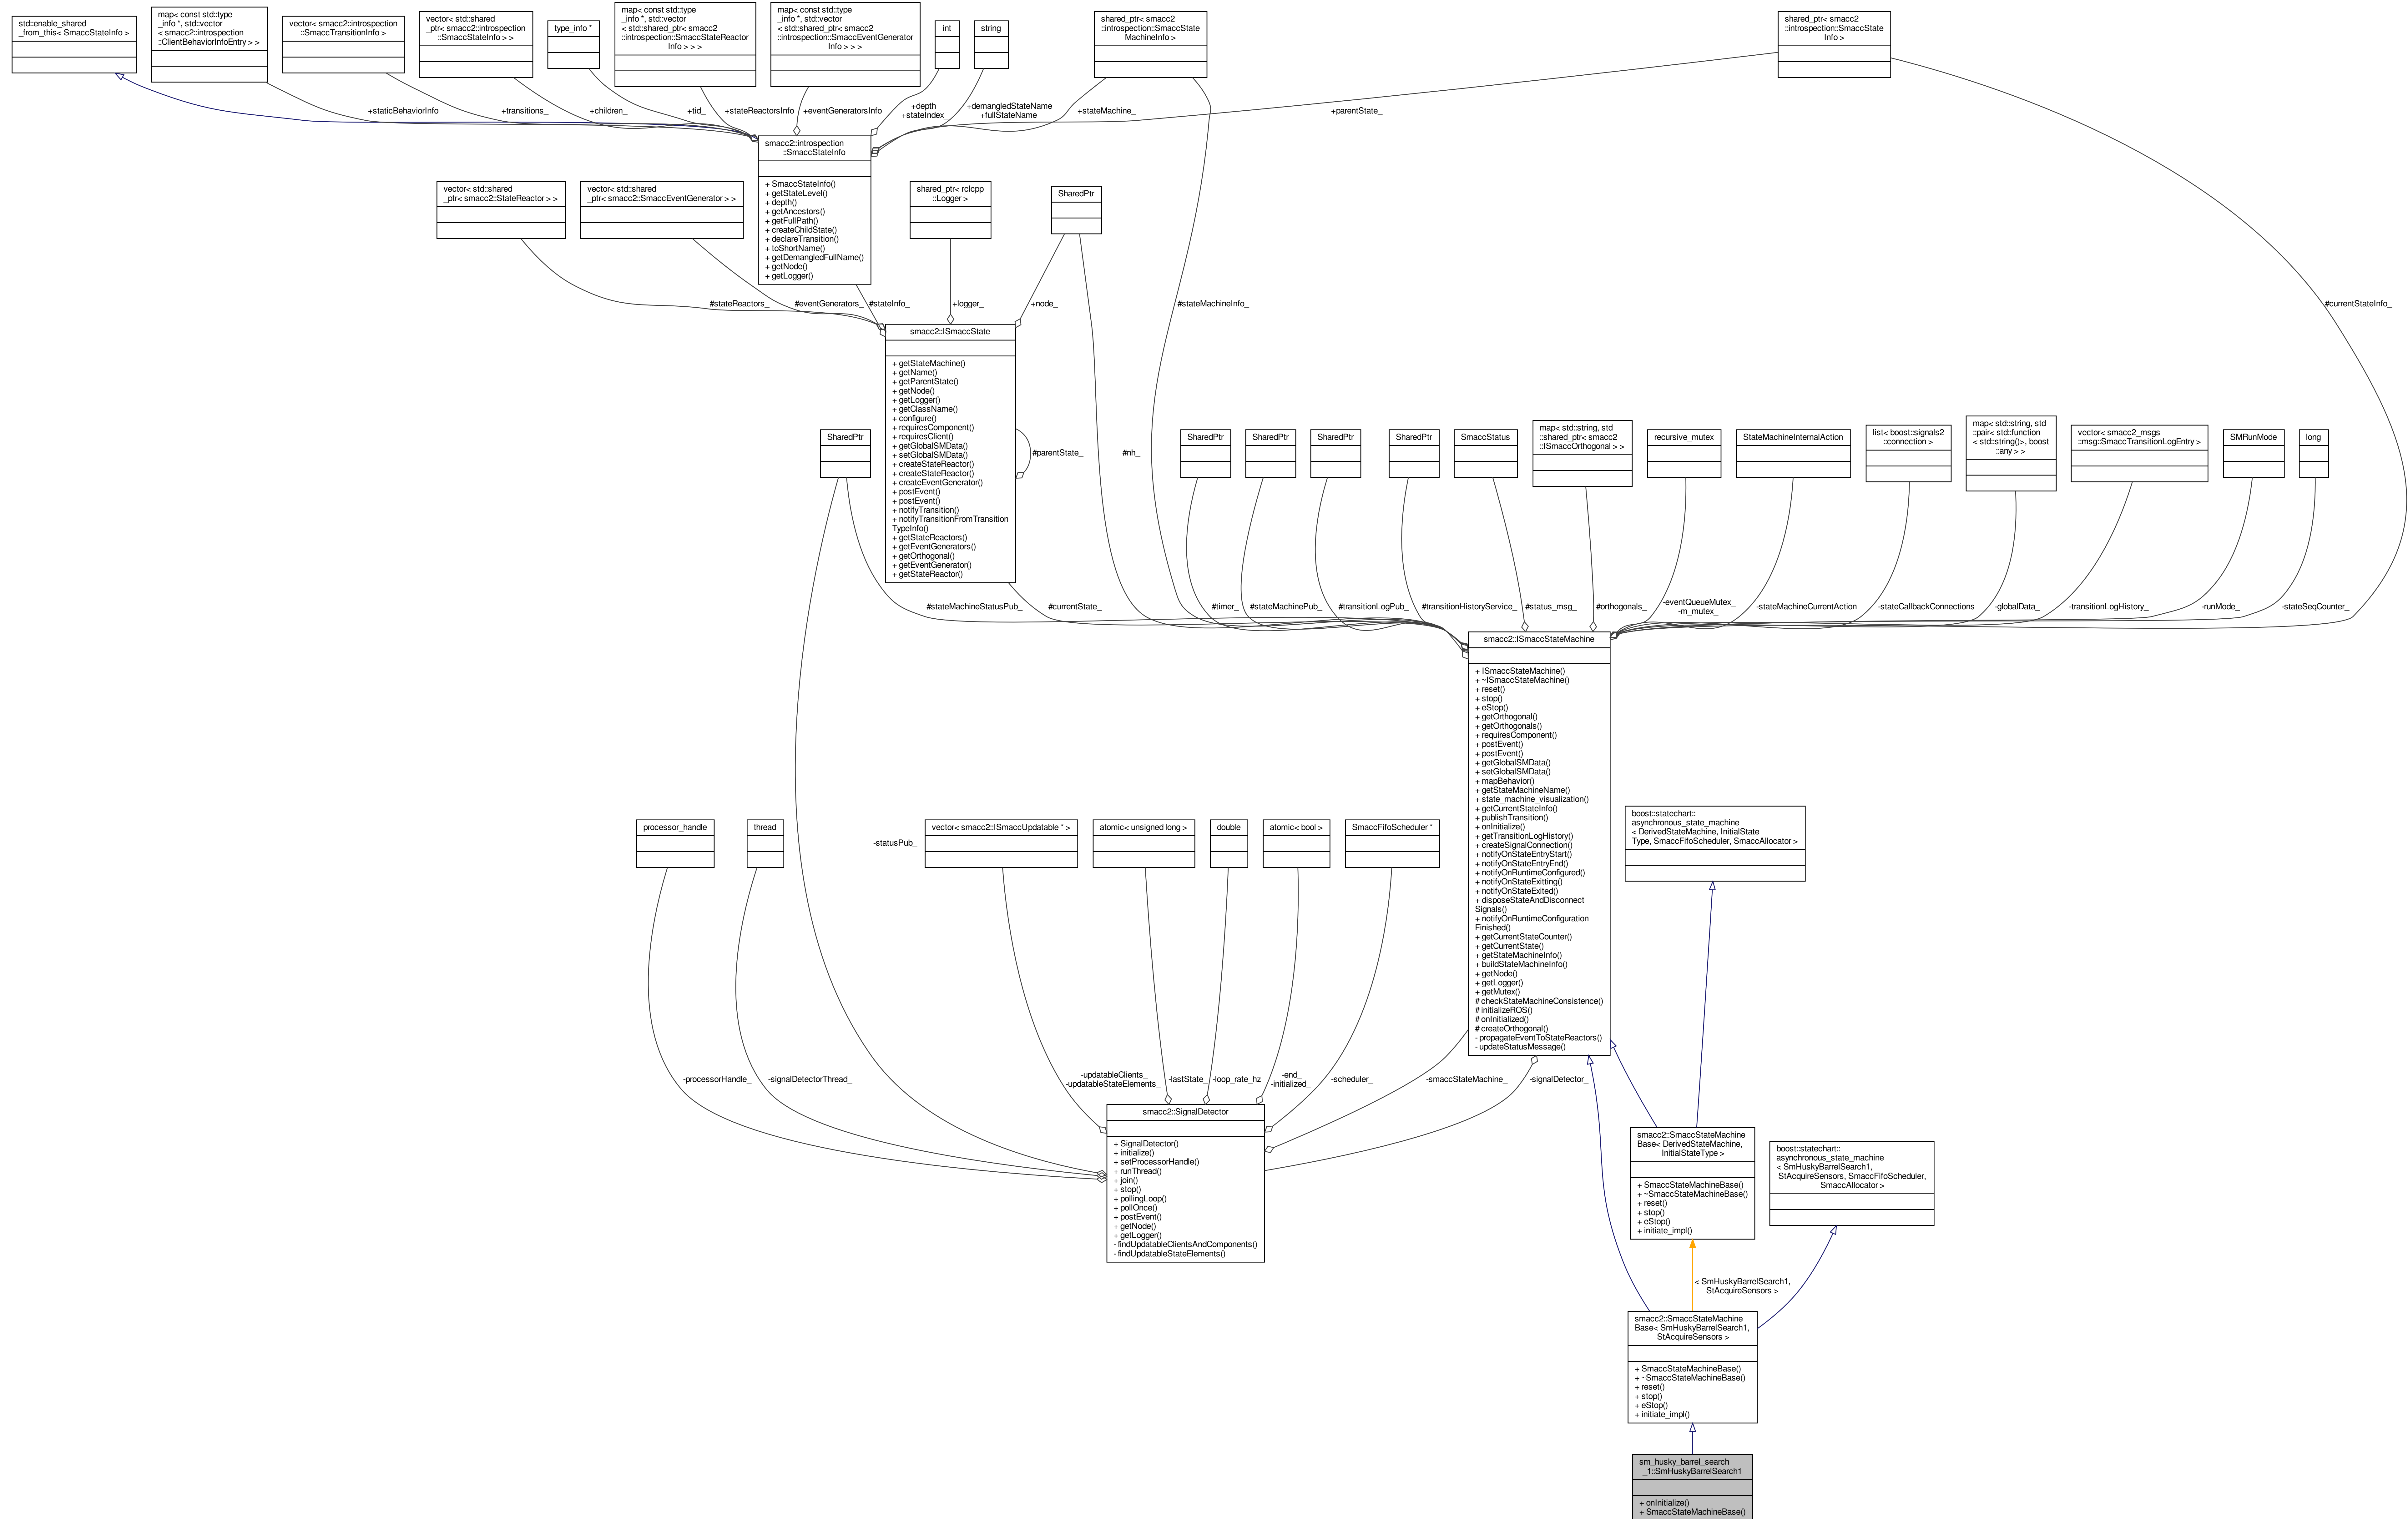 std::enable_shared
_from_this< SmaccStateInfo >
map< const std::type
_info *, std::vector
< smacc2::introspection
::ClientBehaviorInfoEntry > >
vector< smacc2::introspection
::SmaccTransitionInfo >
vector< std::shared
_ptr< smacc2::introspection
::SmaccStateInfo > >
type_info *
map< const std::type
_info *, std::vector
< std::shared_ptr< smacc2
::introspection::SmaccStateReactor
Info > > >
map< const std::type
_info *, std::vector
< std::shared_ptr< smacc2
::introspection::SmaccEventGenerator
Info > > >
int
string
shared_ptr< smacc2
::introspection::SmaccState
MachineInfo >
shared_ptr< smacc2
::introspection::SmaccState
Info >
+staticBehaviorInfo
+transitions_
+children_
+tid_
+stateReactorsInfo
+eventGeneratorsInfo
+depth_
+stateIndex_
+demangledStateName
+fullStateName
+stateMachine_
+parentState_
smacc2::introspection
::SmaccStateInfo
+ SmaccStateInfo()
+ getStateLevel()
+ depth()
+ getAncestors()
+ getFullPath()
+ createChildState()
+ declareTransition()
+ toShortName()
+ getDemangledFullName()
+ getNode()
+ getLogger()
vector< std::shared
_ptr< smacc2::StateReactor > >
vector< std::shared
_ptr< smacc2::SmaccEventGenerator > >
shared_ptr< rclcpp
::Logger >
SharedPtr
#stateReactors_
#eventGenerators_
#stateInfo_
+logger_
+node_
#stateMachineInfo_
#currentStateInfo_
smacc2::ISmaccState
+ getStateMachine()
+ getName()
+ getParentState()
+ getNode()
+ getLogger()
+ getClassName()
+ configure()
+ requiresComponent()
+ requiresClient()
+ getGlobalSMData()
+ setGlobalSMData()
+ createStateReactor()
+ createStateReactor()
+ createEventGenerator()
+ postEvent()
+ postEvent()
+ notifyTransition()
+ notifyTransitionFromTransition
TypeInfo()
+ getStateReactors()
+ getEventGenerators()
+ getOrthogonal()
+ getEventGenerator()
+ getStateReactor()
#parentState_
#nh_
SharedPtr
SharedPtr
SharedPtr
SharedPtr
SharedPtr
SmaccStatus
map< std::string, std
::shared_ptr< smacc2
::ISmaccOrthogonal > >
recursive_mutex
StateMachineInternalAction
list< boost::signals2
::connection >
map< std::string, std
::pair< std::function
< std::string()>, boost
::any > >
vector< smacc2_msgs
::msg::SmaccTransitionLogEntry >
SMRunMode
long
#stateMachineStatusPub_
#currentState_
#timer_
#stateMachinePub_
#transitionLogPub_
#transitionHistoryService_
#status_msg_
#orthogonals_
-eventQueueMutex_
-m_mutex_
-stateMachineCurrentAction
-stateCallbackConnections
-globalData_
-transitionLogHistory_
-runMode_
-stateSeqCounter_
smacc2::ISmaccStateMachine
+ ISmaccStateMachine()
+ ~ISmaccStateMachine()
+ reset()
+ stop()
+ eStop()
+ getOrthogonal()
+ getOrthogonals()
+ requiresComponent()
+ postEvent()
+ postEvent()
+ getGlobalSMData()
+ setGlobalSMData()
+ mapBehavior()
+ getStateMachineName()
+ state_machine_visualization()
+ getCurrentStateInfo()
+ publishTransition()
+ onInitialize()
+ getTransitionLogHistory()
+ createSignalConnection()
+ notifyOnStateEntryStart()
+ notifyOnStateEntryEnd()
+ notifyOnRuntimeConfigured()
+ notifyOnStateExitting()
+ notifyOnStateExited()
+ disposeStateAndDisconnect
Signals()
+ notifyOnRuntimeConfiguration
Finished()
+ getCurrentStateCounter()
+ getCurrentState()
+ getStateMachineInfo()
+ buildStateMachineInfo()
+ getNode()
+ getLogger()
+ getMutex()
# checkStateMachineConsistence()
# initializeROS()
# onInitialized()
# createOrthogonal()
- propagateEventToStateReactors()
- updateStatusMessage()
processor_handle
thread
-statusPub_
vector< smacc2::ISmaccUpdatable * >
atomic< unsigned long >
double
atomic< bool >
SmaccFifoScheduler *
boost::statechart::
asynchronous_state_machine
< DerivedStateMachine, InitialState
Type, SmaccFifoScheduler, SmaccAllocator >
-processorHandle_
-signalDetectorThread_
-updatableClients_
-updatableStateElements_
-lastState_
-loop_rate_hz
-end_
-initialized_
-scheduler_
-smaccStateMachine_
-signalDetector_
smacc2::SignalDetector
+ SignalDetector()
+ initialize()
+ setProcessorHandle()
+ runThread()
+ join()
+ stop()
+ pollingLoop()
+ pollOnce()
+ postEvent()
+ getNode()
+ getLogger()
- findUpdatableClientsAndComponents()
- findUpdatableStateElements()
smacc2::SmaccStateMachine
Base< DerivedStateMachine,
InitialStateType >
+ SmaccStateMachineBase()
+ ~SmaccStateMachineBase()
+ reset()
+ stop()
+ eStop()
+ initiate_impl()
boost::statechart::
asynchronous_state_machine
< SmHuskyBarrelSearch1,
StAcquireSensors, SmaccFifoScheduler,
SmaccAllocator >
< SmHuskyBarrelSearch1,
StAcquireSensors >
smacc2::SmaccStateMachine
Base< SmHuskyBarrelSearch1,
StAcquireSensors >
+ SmaccStateMachineBase()
+ ~SmaccStateMachineBase()
+ reset()
+ stop()
+ eStop()
+ initiate_impl()
sm_husky_barrel_search
_1::SmHuskyBarrelSearch1
+ onInitialize()
+ SmaccStateMachineBase()